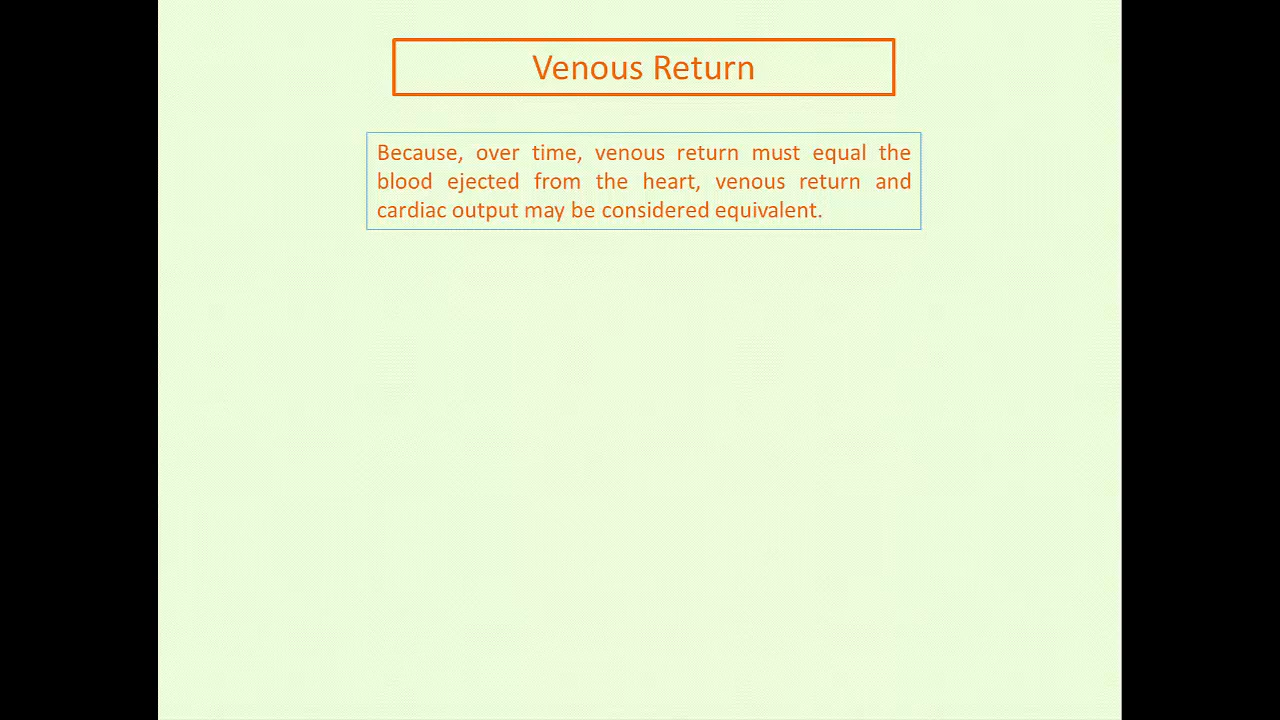 Venous Return
Because, over time, venous return must equal the
blood ejected from the heart, venous return and
cardiac output may be considered equivalent.